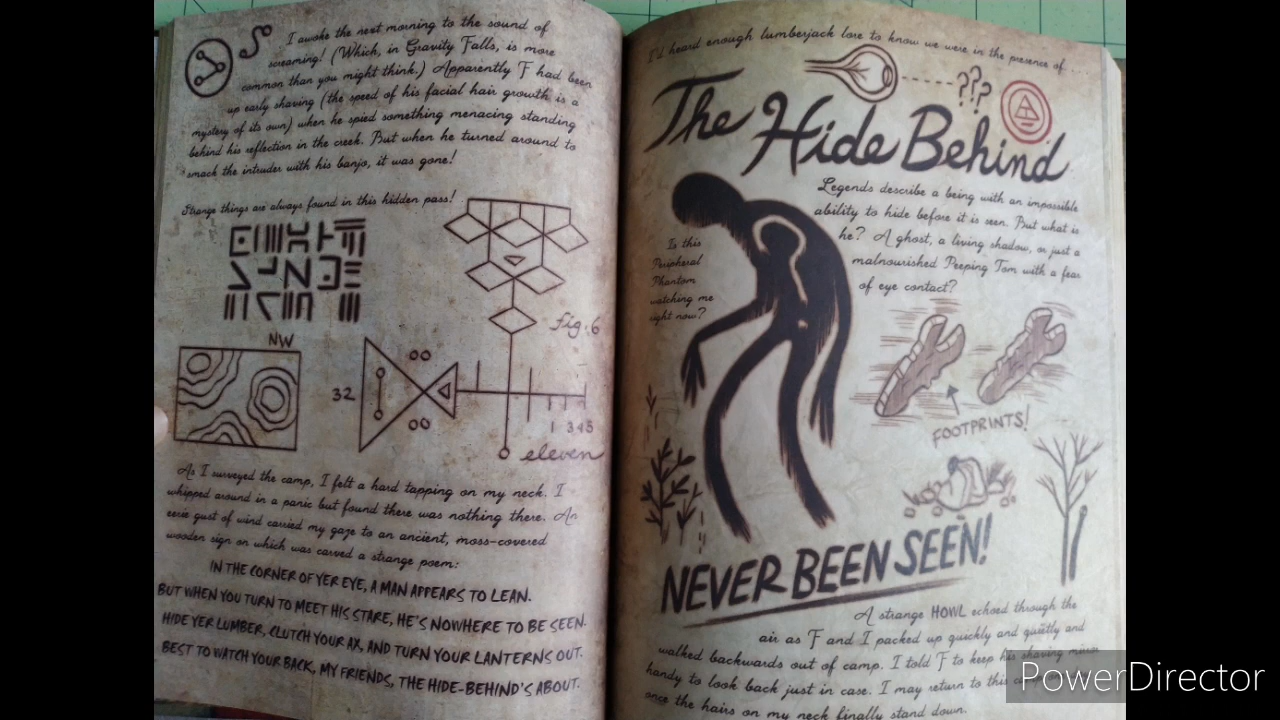 I awoke the next morning to the sound of
screaming! (Which, in Gravity Falls, is more
common than you might think.) Apparently F had been
up early shaving (the speed of his facial hair growth is a
mystery of its own) when he spied something menacing standing
behind his reflection in the creek. But when he turned around to
smack the intruder with his banjo, it was gone!
Strange things are always found in this hidden pass!
fig. 6
NW
32
1 345
eleven
As I surveyed the camp, I felt a hard tapping on my neck. I
whipped around in a panic but found there was nothing there. An
eerie gust of wind carried my gaze to an ancient, moss-covered
wooden sign on which was carved a strange poem:
IN THE CORNER OF YER EYE, A MAN APPEARS TO LEAN.
BUT WHEN YOU TURN TO MEET HIS STARE, HE'S NOWHERE TO BE SEEN.
HIDE YER LUMBER, CLUTCH YOUR AX, AND TURN YOUR LANTERNS OUT.
BEST TO WATCH YOUR BACK, MY FRIENDS, THE HIDE-BEHIND'S ABOUT.
I'd heard enough lumberjack lore to know we were in the presence of . . .
???
The Hide Behind
Legends describe a being with an impossible
ability to hide before it is seen. But what is
he? A ghost, a living shadow, or just a
malnourished Peeping Tom with a fear
of eye contact?
Is this
Peripheral
Phantom
watching me
right now?
FOOTPRINTS!
NEVER BEEN SEEN!
A strange HOWL echoed through the
air as F and I packed up quickly and quietly and
walked backwards out of camp. I told F to keep his shaving mirror
handy to look back just in case. I may return to this
once the hairs on my neck finally stand down.
PowerDirector